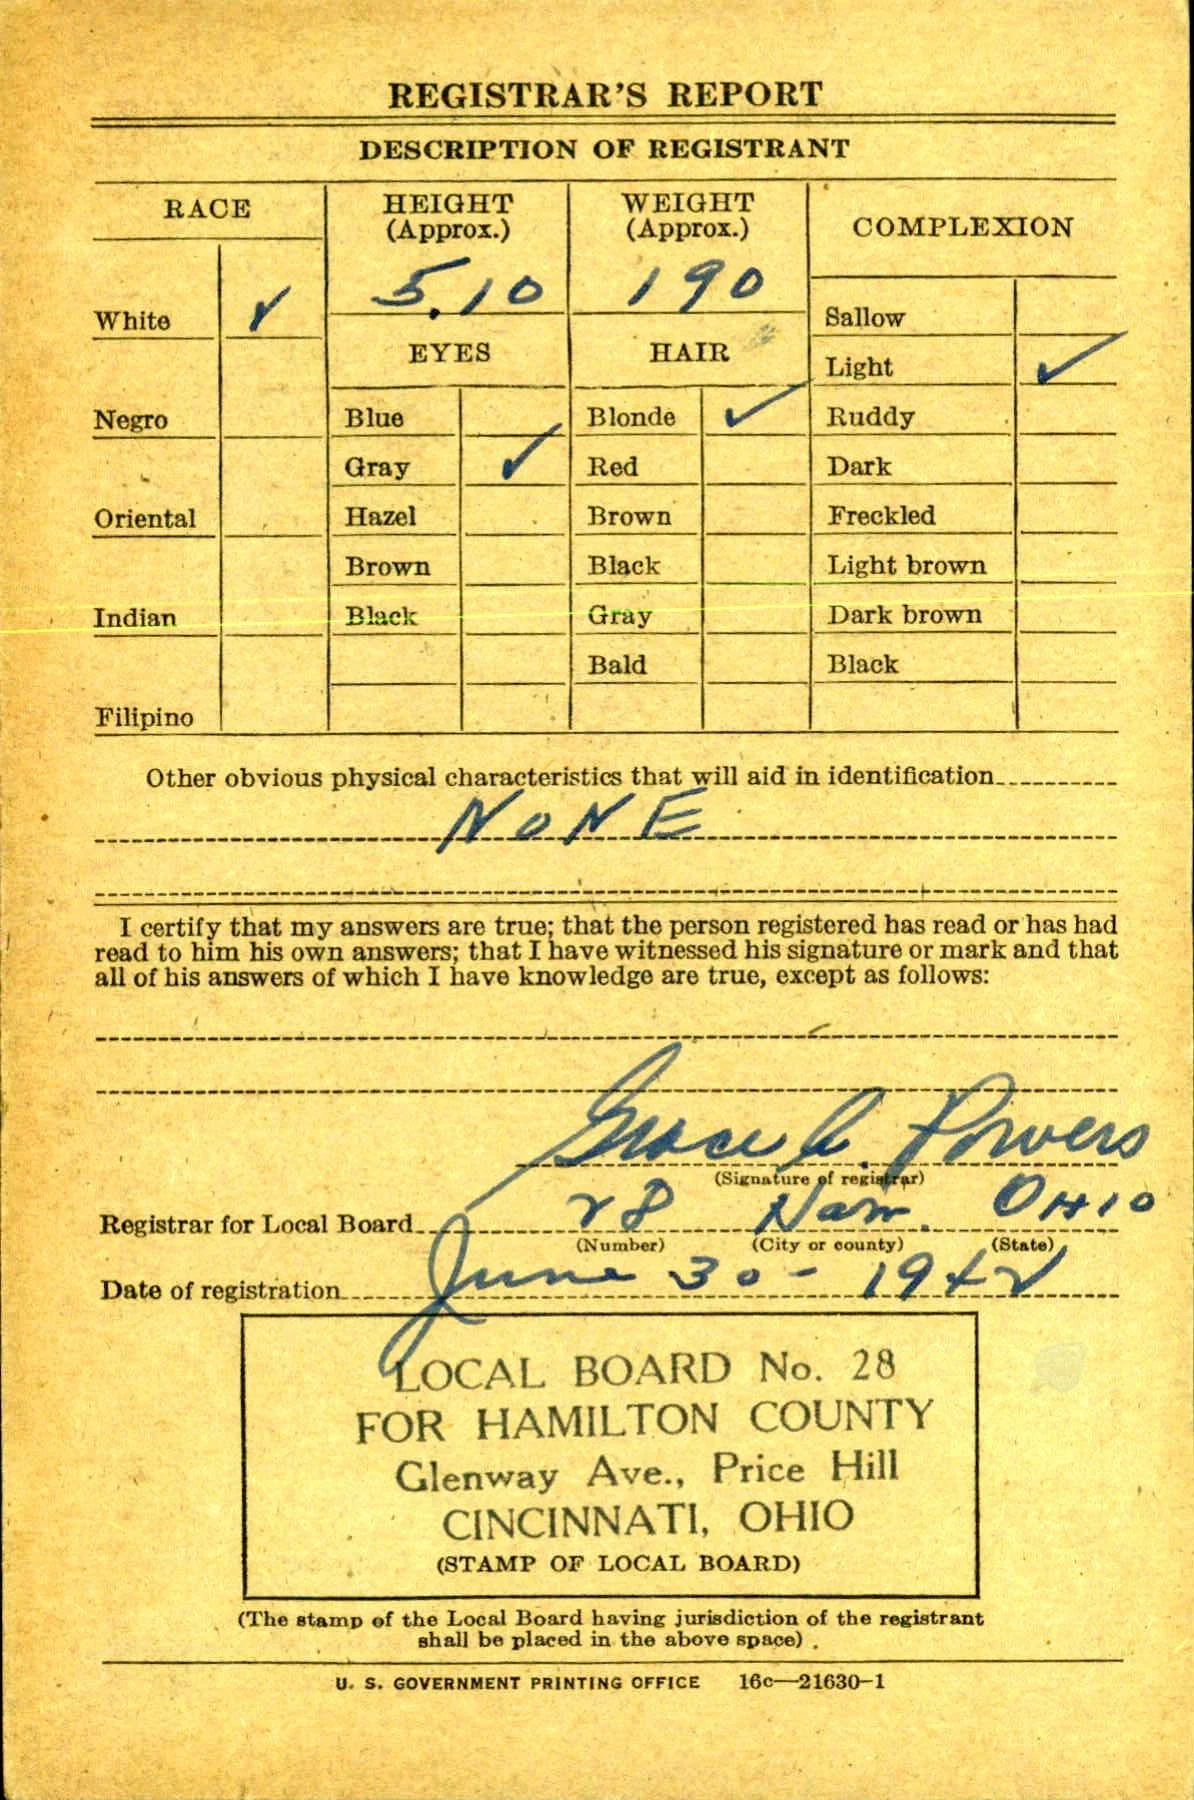 REGISTRAR'S REPORT
DESCRIPTION OF REGISTRANT
RACE
HEIGHT
(Approx.)
WEIGHT
(Approx.)
COMPLEXION
5.10
190
White ✓
EYES
HAIR
Sallow
Light ✓
Negro
Blue
Blonde ✓
Ruddy
Gray ✓
Red
Dark
Oriental
Hazel
Brown
Freckled
Brown
Black
Light brown
Indian
Black
Gray
Dark brown
Bald
Black
Filipino
Other obvious physical characteristics that will aid in identification
NONE
I certify that my answers are true; that the person registered has read or has had
read to him his own answers; that I have witnessed his signature or mark and that
all of his answers of which I have knowledge are true, except as follows:
Grace C. Powers
(Signature of registrar)
Registrar for Local Board 28 Ham. OHIO
(Number) (City or county) (State)
Date of registration June 30 - 1942
LOCAL BOARD No. 28
FOR HAMILTON COUNTY
Glenway Ave., Price Hill
CINCINNATI, OHIO
(STAMP OF LOCAL BOARD)
(The stamp of the Local Board having jurisdiction of the registrant
shall be placed in the above space)
U. S. GOVERNMENT PRINTING OFFICE 16c—21630-1